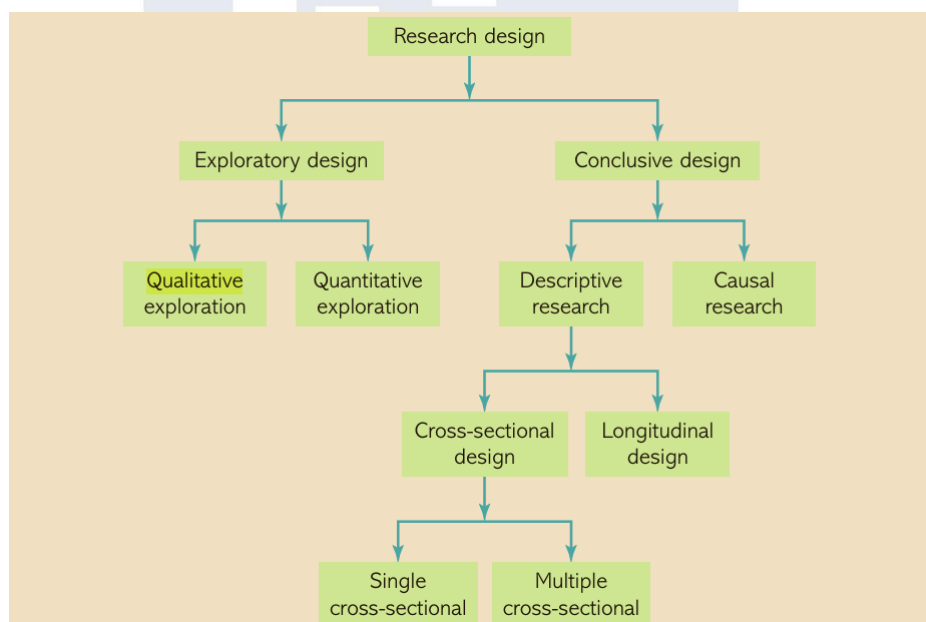 Research design
Exploratory design
Conclusive design
Qualitative
exploration
Quantitative
exploration
Descriptive
research
Causal
research
Cross-sectional
design
Longitudinal
design
Single
cross-sectional
Multiple
cross-sectional